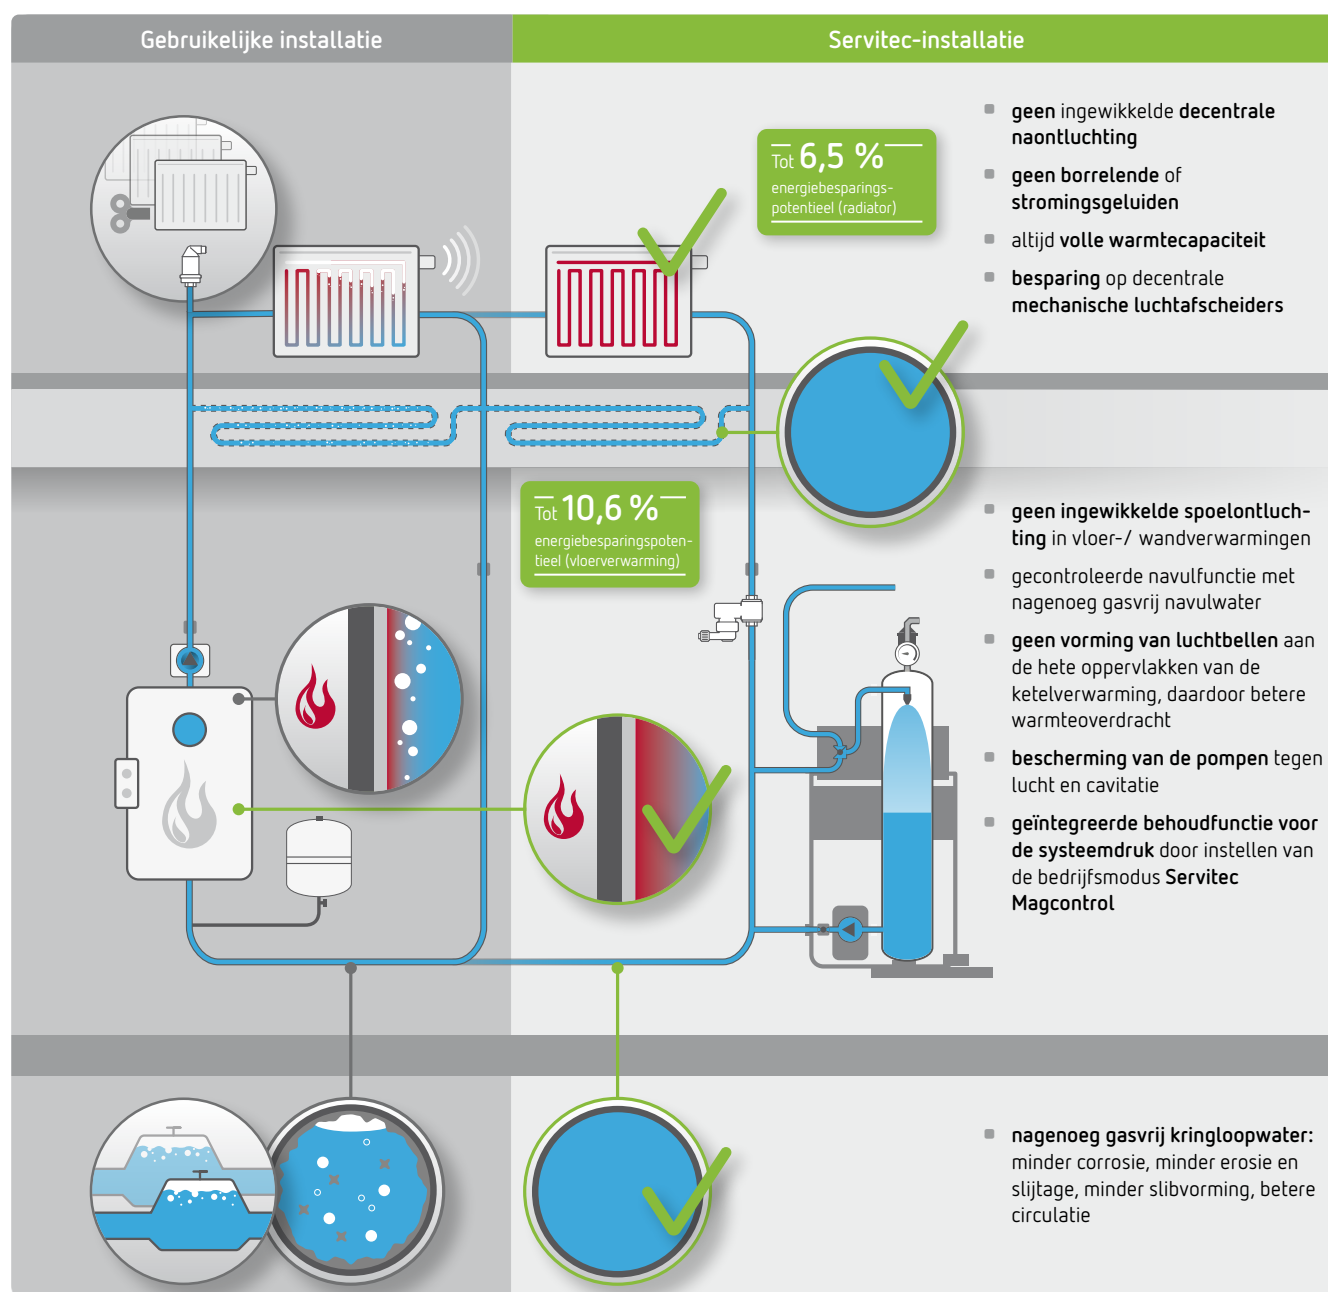 Gebruikelijke installatie
Servitec-installatie
Tot 6,5 %
energiebesparings-
potentieel (radiator)
geen ingewikkelde decentrale
naontluchting
geen borrelende of
stromingsgeluiden
altijd volle warmtecapaciteit
besparing op decentrale
mechanische luchtafscheiders
Tot 10,6 %
energiebesparingspoten-
tieel (vloerverwarming)
geen ingewikkelde spoelontluch-
ting in vloer-/ wandverwarmingen
gecontroleerde navulfunctie met
nagenoeg gasvrij navulwater
geen vorming van luchtbellen aan
de hete oppervlakken van de
ketelverwarming, daardoor betere
warmteoverdracht
bescherming van de pompen tegen
lucht en cavitatie
geïntegreerde behoudfunctie voor
de systeemdruk door instellen van
de bedrijfsmodus Servitec
Magcontrol
nagenoeg gasvrij kringloopwater:
minder corrosie, minder erosie en
slijtage, minder slibvorming, betere
circulatie